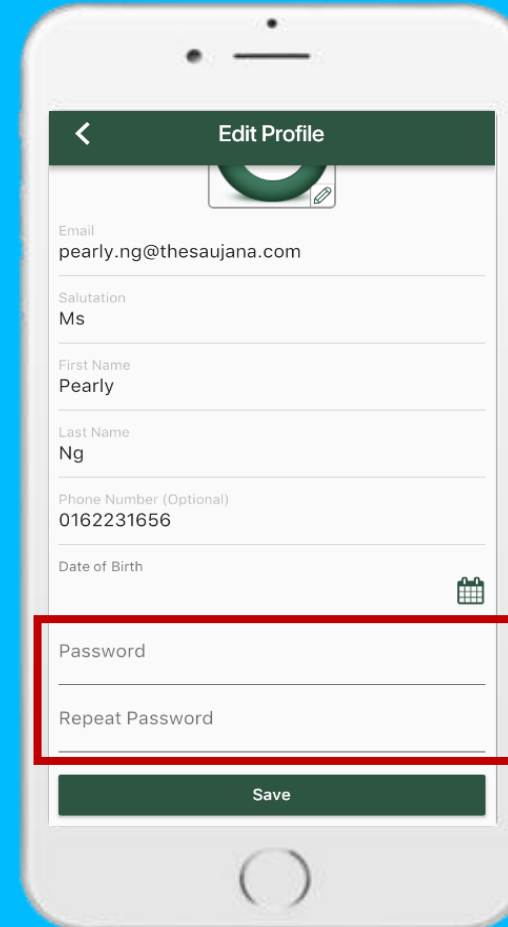 Edit Profile
Email
pearly.ng@thesaujana.com
Salutation
Ms
First Name
Pearly
Last Name
Ng
Phone Number (Optional)
0162231656
Date of Birth
Password
Repeat Password
Save